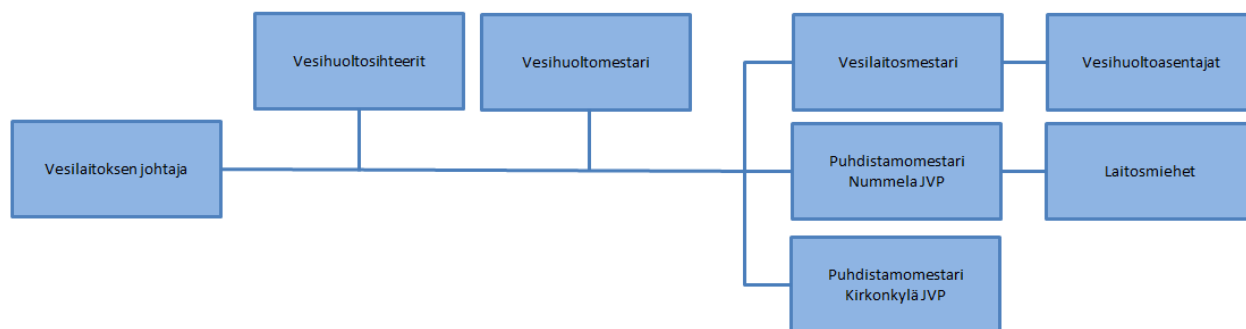 Vesihuoltosihteerit
Vesihuoltomestari
Vesilaitosmestari
Vesihuoltoasentajat
Vesilaitoksen johtaja
Puhdistamomestari
Nummela JVP
Laitosmiehet
Puhdistamomestari
Kirkonkylä JVP